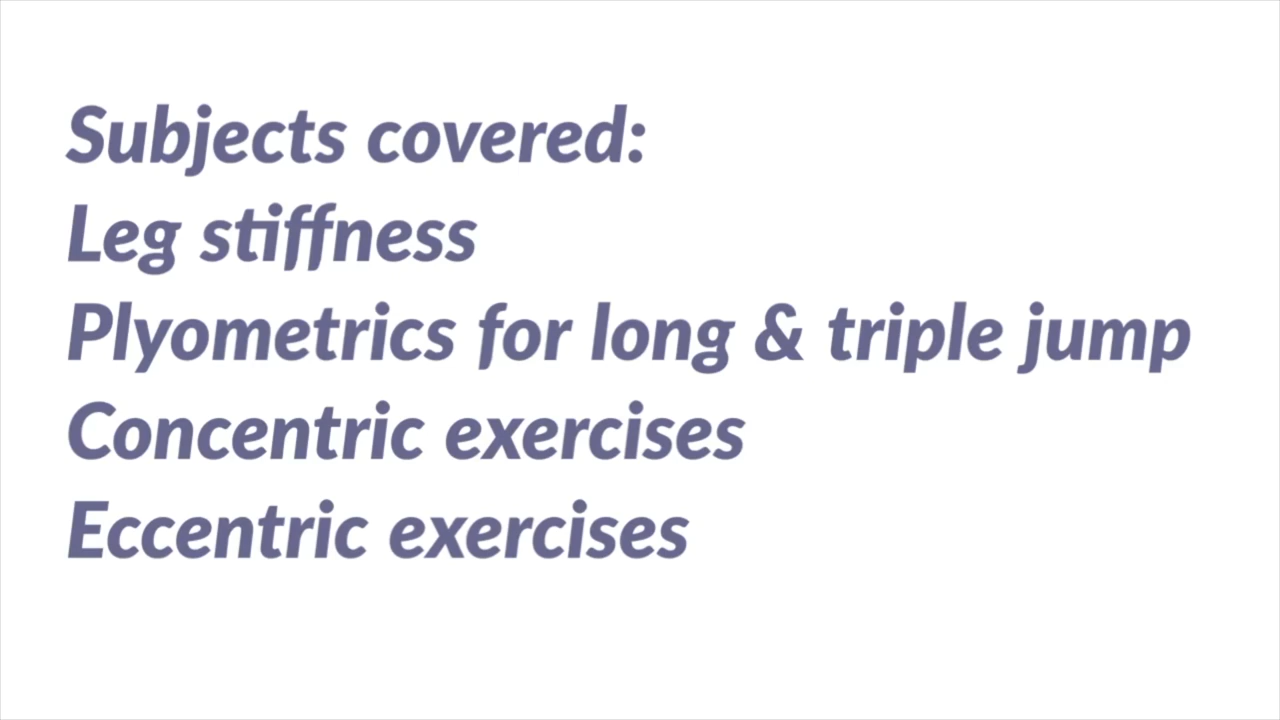 Subjects covered:
Leg stiffness
Plyometrics for long & triple jump
Concentric exercises
Eccentric exercises